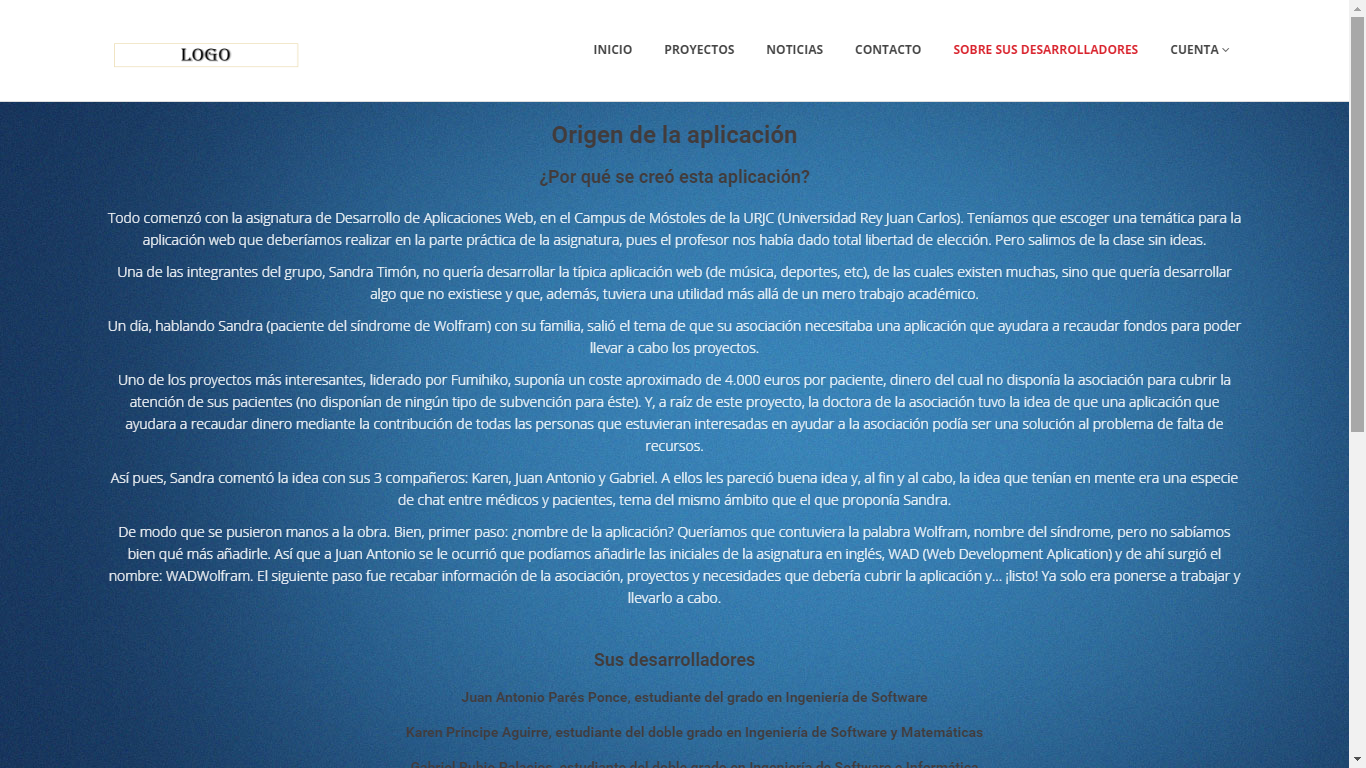 LOGO
INICIO PROYECTOS NOTICIAS CONTACTO SOBRE SUS DESARROLLADORES CUENTA
Origen de la aplicación
¿Por qué se creó esta aplicación?
Todo comenzó con la asignatura de Desarrollo de Aplicaciones Web, en el Campus de Móstoles de la URJC (Universidad Rey Juan Carlos). Teníamos que escoger una temática para la
aplicación web que deberíamos realizar en la parte práctica de la asignatura, pues el profesor nos había dado total libertad de elección. Pero salimos de la clase sin ideas.
Una de las integrantes del grupo, Sandra Timón, no quería desarrollar la típica aplicación web (de música, deportes, etc), de las cuales existen muchas, sino que quería desarrollar
algo que no existiese y que, además, tuviera una utilidad más allá de un mero trabajo académico.
Un día, hablando Sandra (paciente del síndrome de Wolfram) con su familia, salió el tema de que su asociación necesitaba una aplicación que ayudara a recaudar fondos para poder
llevar a cabo los proyectos.
Uno de los proyectos más interesantes, liderado por Fumihiko, suponía un coste aproximado de 4.000 euros por paciente, dinero del cual no disponía la asociación para cubrir la
atención de sus pacientes (no disponían de ningún tipo de subvención para éste). Y, a raíz de este proyecto, la doctora de la asociación tuvo la idea de que una aplicación que
ayudara a recaudar dinero mediante la contribución de todas las personas que estuvieran interesadas en ayudar a la asociación podía ser una solución al problema de falta de
recursos.
Así pues, Sandra comentó la idea con sus 3 compañeros: Karen, Juan Antonio y Gabriel. A ellos les pareció buena idea y, al fin y al cabo, la idea que tenían en mente era una especie
de chat entre médicos y pacientes, tema del mismo ámbito que el que proponía Sandra.
De modo que se pusieron manos a la obra. Bien, primer paso: ¿nombre de la aplicación? Queríamos que contuviera la palabra Wolfram, nombre del síndrome, pero no sabíamos
bien qué más añadirle. Así que a Juan Antonio se le ocurrió que podíamos añadirle las iniciales de la asignatura en inglés, WAD (Web Development Aplication) y de ahí surgió el
nombre: WADWolfram. El siguiente paso fue recabar información de la asociación, proyectos y necesidades que debería cubrir la aplicación y... ¡listo! Ya solo era ponerse a trabajar y
llevarlo a cabo.
Sus desarrolladores
Juan Antonio Parés Ponce, estudiante del grado en Ingeniería de Software
Karen Príncipe Aguirre, estudiante del doble grado en Ingeniería de Software y Matemáticas
Gabriel Rubio Palacios, estudiante del doble grado en Ingeniería de Software e Informática